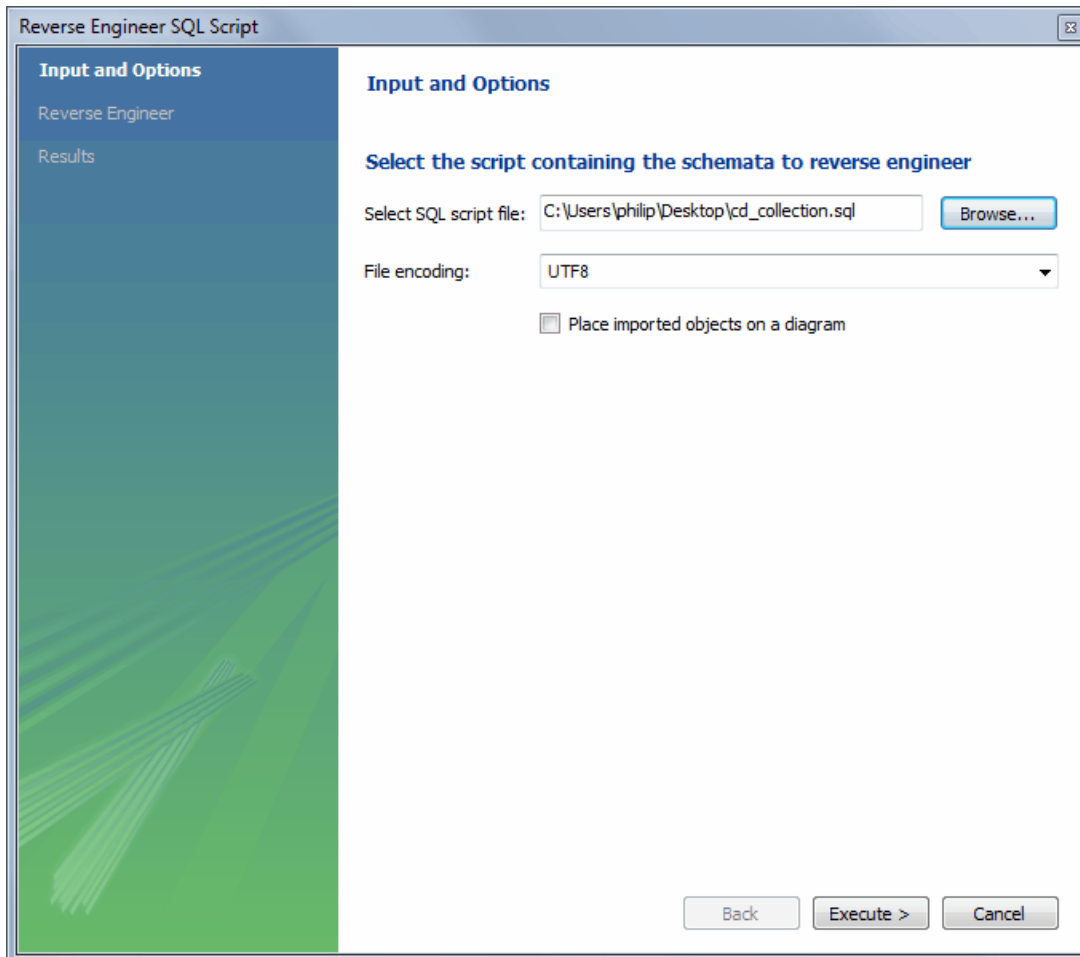 Reverse Engineer SQL Script
Input and Options
Reverse Engineer
Results
Input and Options
Select the script containing the schemata to reverse engineer
Select SQL script file: C:\Users\philip\Desktop\cd_collection.sql Browse...
File encoding: UTF8
Place imported objects on a diagram
Back Execute > Cancel